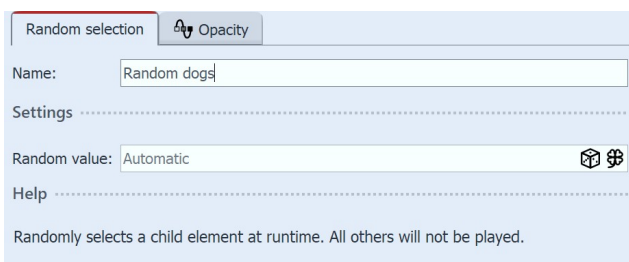 Random selection
Opacity
Name: Random dogs
Settings
Random value: Automatic
Help
Randomly selects a child element at runtime. All others will not be played.